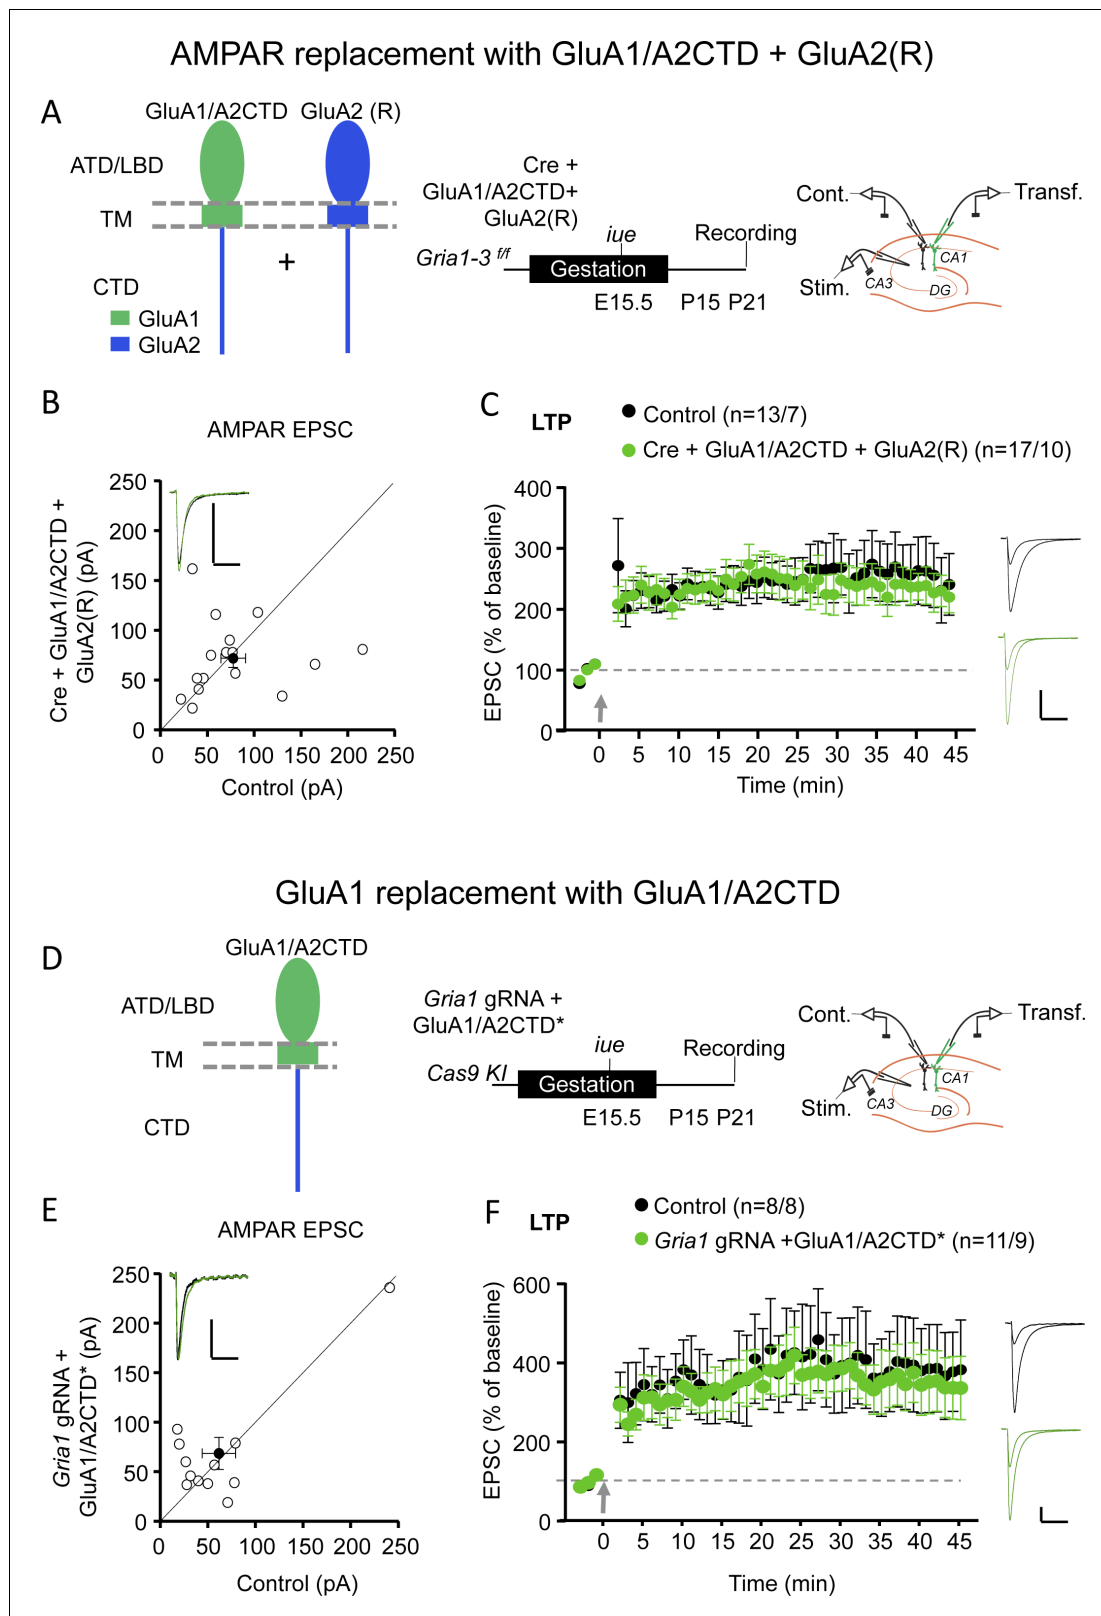 AMPAR replacement with GluA1/A2CTD + GluA2(R)
A
GluA1/A2CTD GluA2 (R)
ATD/LBD
TM
CTD
+
GluA1
GluA2
Cre +
GluA1/A2CTD+
GluA2(R)
iue
Recording
Gria1-3 f/f
Gestation
E15.5 P15 P21
Cont.
Transf.
Stim.
CA3
CA1
DG
B
AMPAR EPSC
Cre + GluA1/A2CTD +
GluA2(R) (pA)
250
200
150
100
50
0
0 50 100 150 200 250
Control (pA)
C
LTP
Control (n=13/7)
Cre + GluA1/A2CTD + GluA2(R) (n=17/10)
EPSC (% of baseline)
400
300
200
100
0
0 5 10 15 20 25 30 35 40 45
Time (min)
GluA1 replacement with GluA1/A2CTD
D
GluA1/A2CTD
ATD/LBD
TM
CTD
Gria1 gRNA +
GluA1/A2CTD*
iue
Recording
Cas9 KI
Gestation
E15.5 P15 P21
Cont.
Transf.
Stim.
CA3
CA1
DG
E
AMPAR EPSC
Gria1 gRNA +
GluA1/A2CTD* (pA)
250
200
150
100
50
0
0 50 100 150 200 250
Control (pA)
F
LTP
Control (n=8/8)
Gria1 gRNA +GluA1/A2CTD* (n=11/9)
EPSC (% of baseline)
600
400
200
0
0 5 10 15 20 25 30 35 40 45
Time (min)